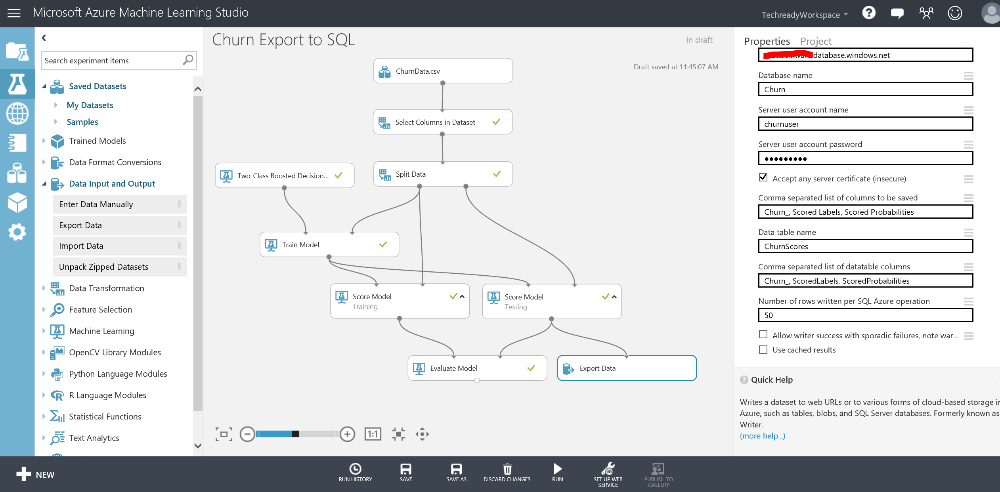 Microsoft Azure Machine Learning Studio
TechreadyWorkspace
Search experiment items
Saved Datasets
My Datasets
Samples
Trained Models
Data Format Conversions
Data Input and Output
Enter Data Manually
Export Data
Import Data
Unpack Zipped Datasets
Data Transformation
Feature Selection
Machine Learning
OpenCV Library Modules
Python Language Modules
R Language Modules
Statistical Functions
Text Analytics
Churn Export to SQL
In draft
Draft saved at 11:45:07 AM
ChurnData.csv
Select Columns in Dataset
Two-Class Boosted Decision...
Split Data
Train Model
Score Model
Training
Score Model
Testing
Evaluate Model
Export Data
1:1
Properties Project
database.windows.net
Database name
Churn
Server user account name
churnuser
Server user account password
•••••••••
Accept any server certificate (insecure)
Comma separated list of columns to be saved
Churn_, Scored Labels, Scored Probabilities
Data table name
ChurnScores
Comma separated list of datatable columns
Churn_, ScoredLabels, ScoredProbabilities
Number of rows written per SQL Azure operation
50
Allow writer success with sporadic failures, note war...
Use cached results
Quick Help
Writes a dataset to web URLs or to various forms of cloud-based storage in
Azure, such as tables, blobs, and SQL Server databases. Formerly known as
Writer.
(more help...)
NEW
RUN HISTORY
SAVE
SAVE AS
DISCARD CHANGES
RUN
SET UP WEB
SERVICE
PUBLISH TO
GALLERY